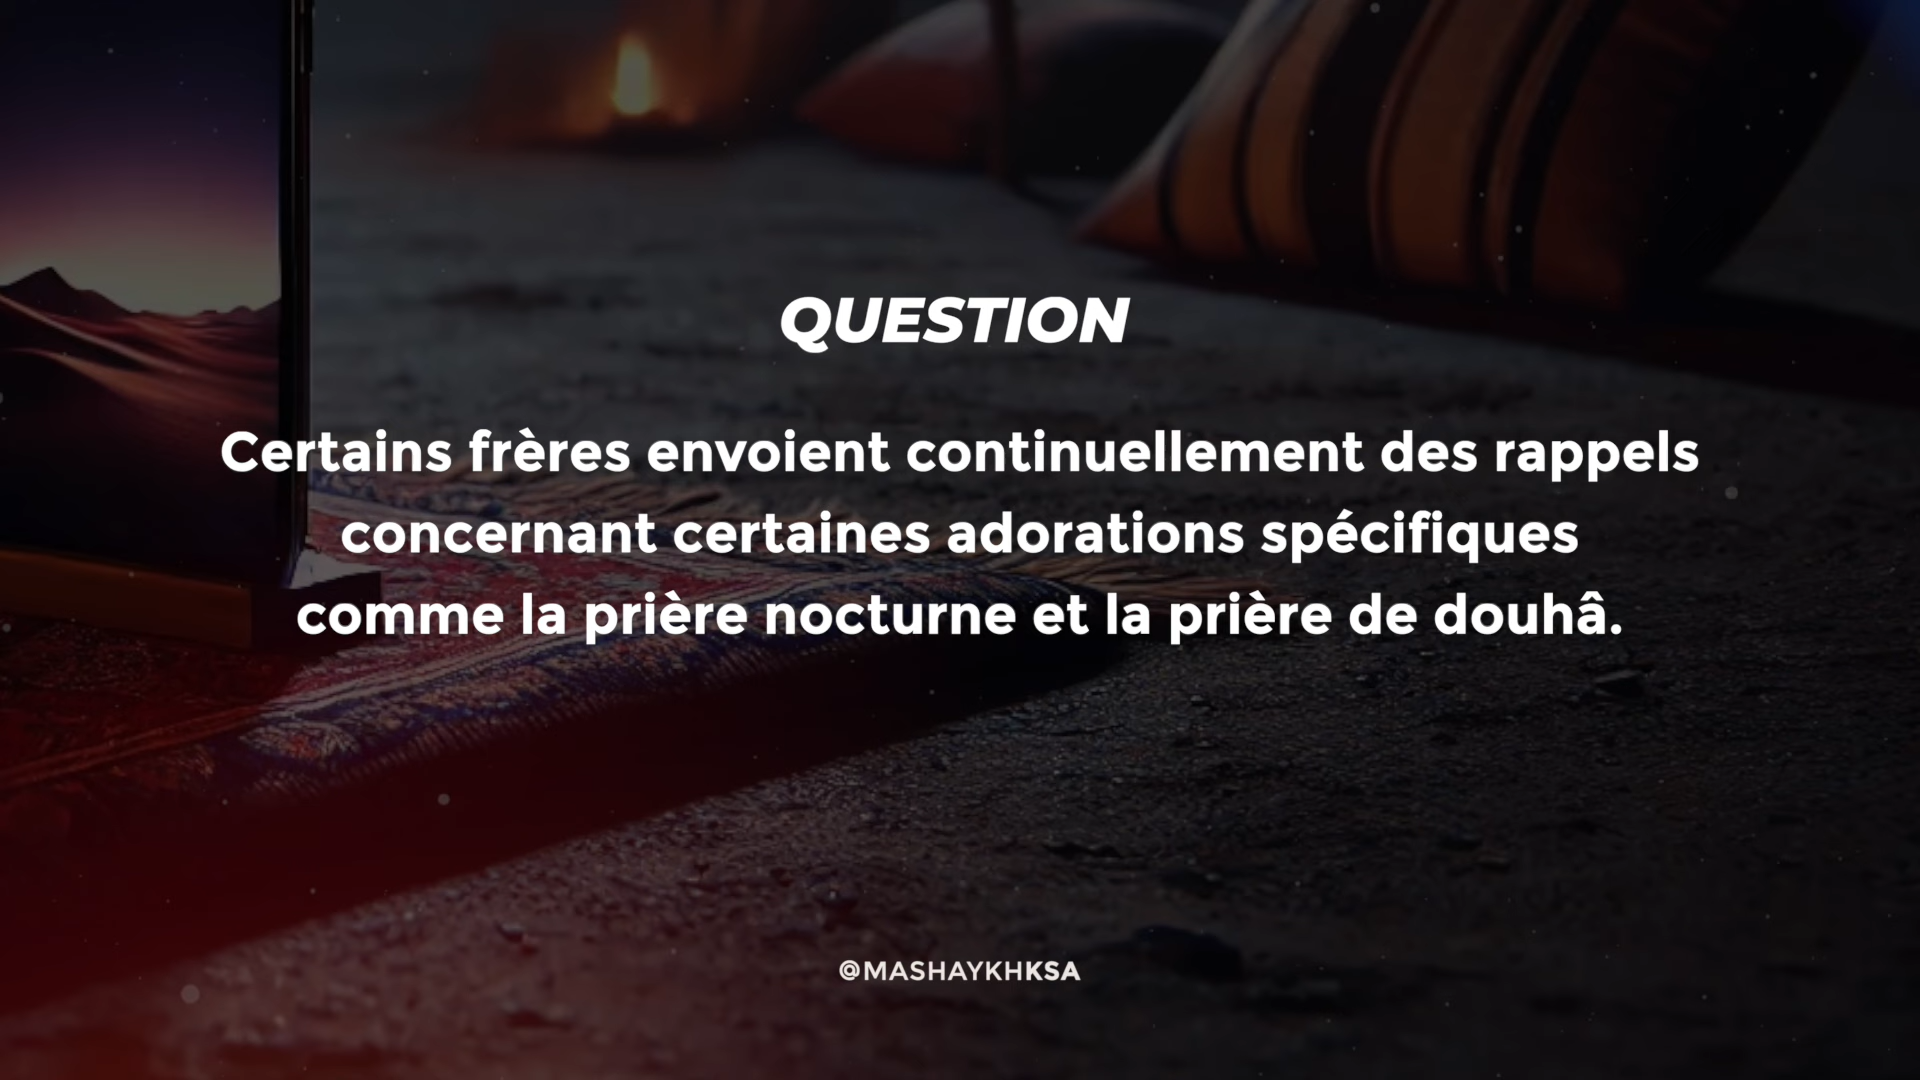 QUESTION
Certains frères envoient continuellement des rappels
concernant certaines adorations spécifiques
comme la prière nocturne et la prière de douhâ.
@MASHAYKHKSA